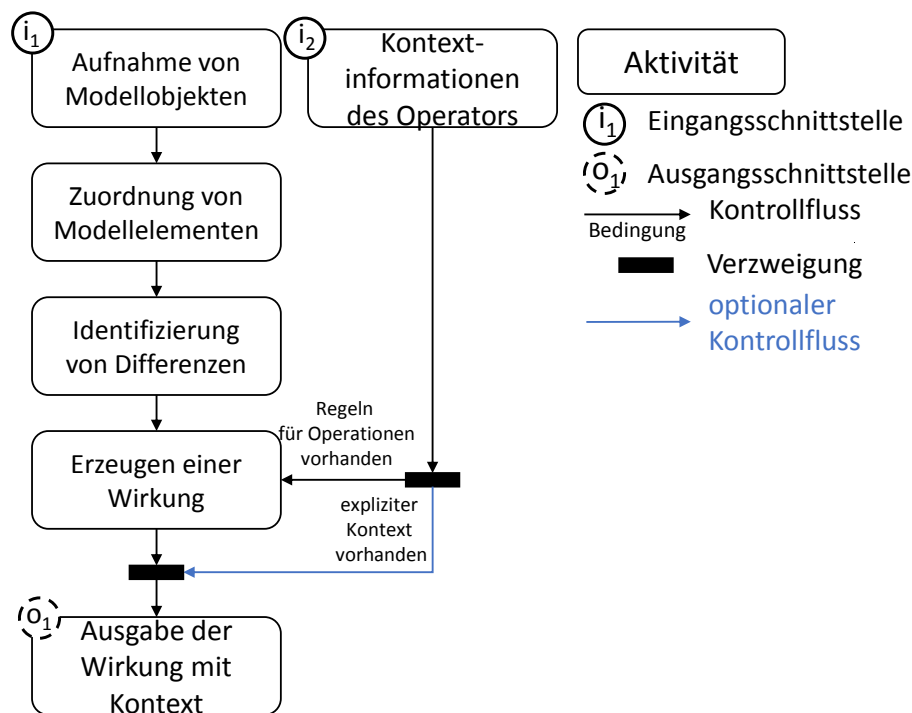 i1
Aufnahme von
Modellobjekten
i2
Kontext-
informationen
des Operators
Zuordnung von
Modellelementen
Identifizierung
von Differenzen
Regeln
für Operationen
vorhanden
Erzeugen einer
Wirkung
expliziter
Kontext
vorhanden
o1
Ausgabe der
Wirkung mit
Kontext
Aktivität
i1 Eingangsschnittstelle
o1 Ausgangsschnittstelle
Kontrollfluss
Bedingung
Verzweigung
optionaler
Kontrollfluss